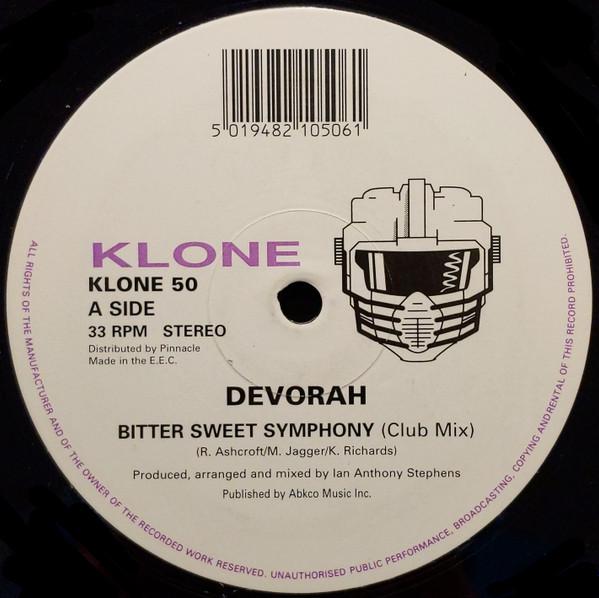 5 019482 105061
KLONE
KLONE 50
A SIDE
33 RPM STEREO
Distributed by Pinnacle
Made in the E.E.C.
DEVORAH
BITTER SWEET SYMPHONY (Club Mix)
(R. Ashcroft/M. Jagger/K. Richards)
Produced, arranged and mixed by Ian Anthony Stephens
Published by Abkco Music Inc.
ALL RIGHTS OF THE MANUFACTURER AND OF THE OWNER OF THE RECORDED WORK RESERVED. UNAUTHORISED PUBLIC PERFORMANCE, BROADCASTING, COPYING ANDRENTAL OF THIS RECORD PROHIBITED.